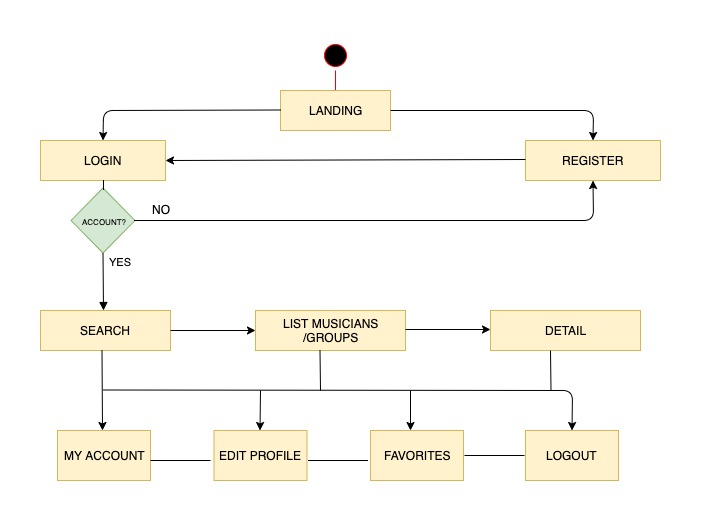 LANDING
LOGIN
REGISTER
NO
ACCOUNT?
YES
SEARCH
LIST MUSICIANS
/GROUPS
DETAIL
MY ACCOUNT
EDIT PROFILE
FAVORITES
LOGOUT